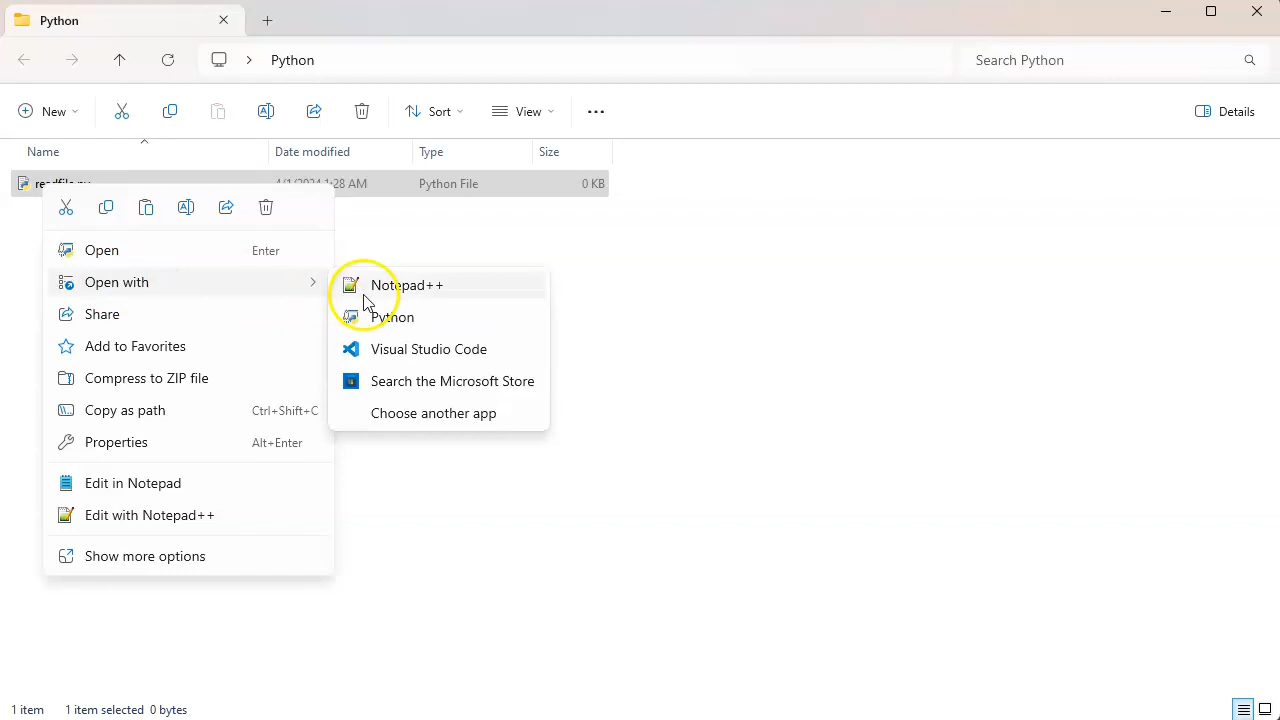 Python
Python
Search Python
New
Sort
View
Details
Name
Date modified
Type
Size
Python File
0 KB
Open
Enter
Open with
Notepad++
Share
Python
Add to Favorites
Visual Studio Code
Compress to ZIP file
Search the Microsoft Store
Copy as path
Ctrl+Shift+C
Choose another app
Properties
Alt+Enter
Edit in Notepad
Edit with Notepad++
Show more options
1 item
1 item selected
0 bytes